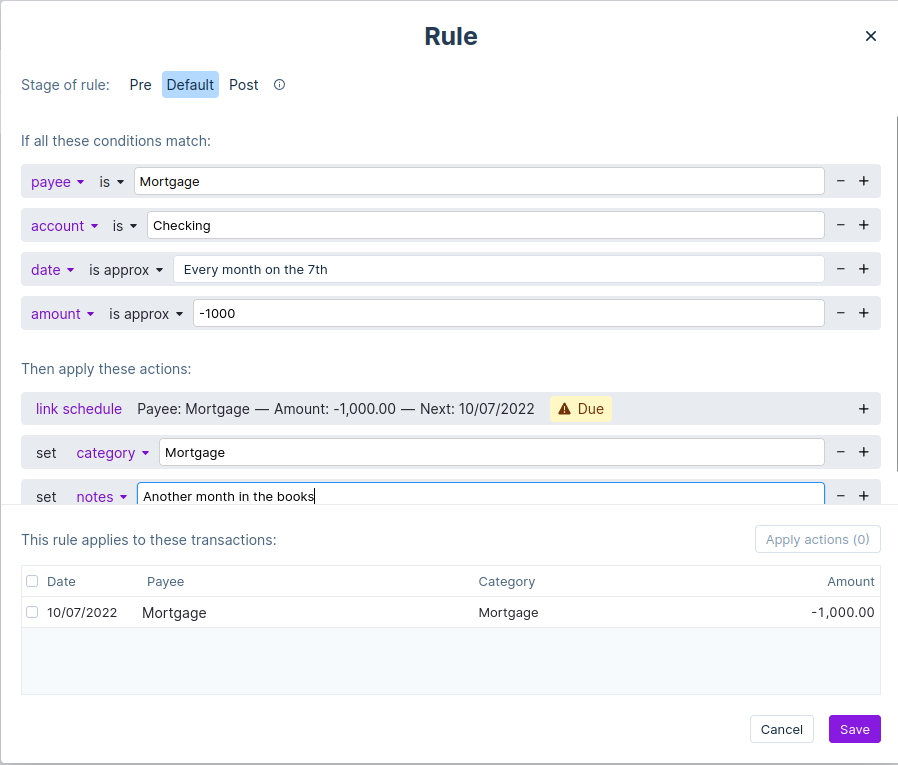 Rule
Stage of rule: Pre Default Post
If all these conditions match:
payee is Mortgage
account is Checking
date is approx Every month on the 7th
amount is approx -1000
Then apply these actions:
link schedule Payee: Mortgage — Amount: -1,000.00 — Next: 10/07/2022 Due
set category Mortgage
set notes Another month in the books
This rule applies to these transactions: Apply actions (0)
Date Payee Category Amount
10/07/2022 Mortgage Mortgage -1,000.00
Cancel Save